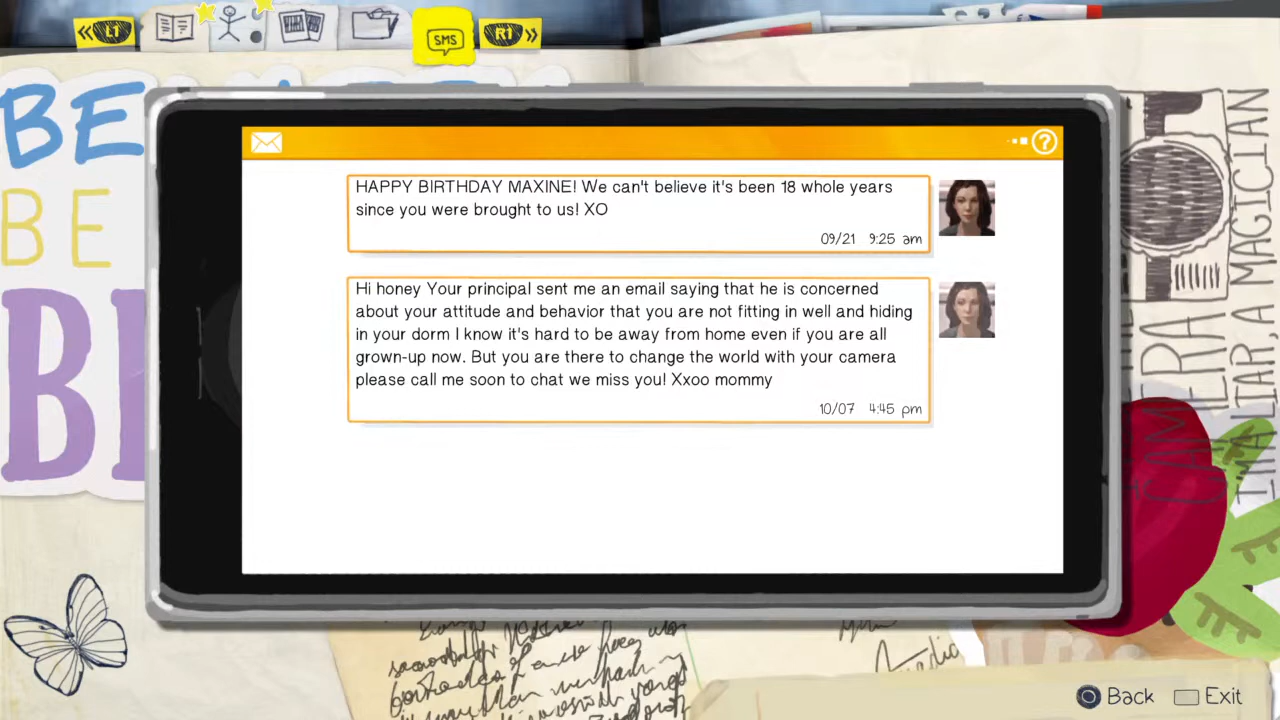 L1
SMS
R1
BE
BE
HAPPY BIRTHDAY MAXINE! We can't believe it's been 18 whole years
since you were brought to us! XO
09/21 9:25 am
Hi honey Your principal sent me an email saying that he is concerned
about your attitude and behavior that you are not fitting in well and hiding
in your dorm I know it's hard to be away from home even if you are all
grown-up now. But you are there to change the world with your camera
please call me soon to chat we miss you! Xxoo mommy
10/07 4:45 pm
CAMERA
LIAR, A MAGICIAN
Back
Exit